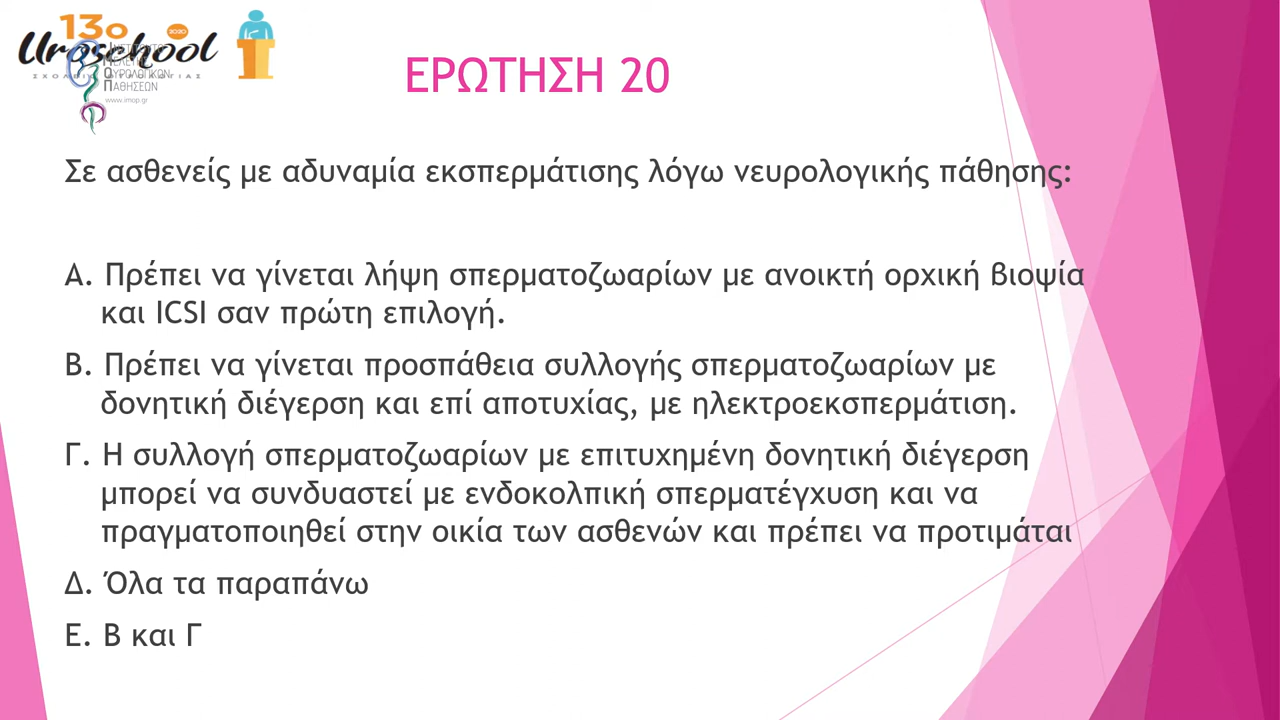 13ο
2020
Uroschool
ΕΡΩΤΗΣΗ 20
www.imop.gr
Σε ασθενείς με αδυναμία εκσπερμάτισης λόγω νευρολογικής πάθησης:
Α. Πρέπει να γίνεται λήψη σπερματοζωαρίων με ανοικτή ορχική βιοψία
και ICSI σαν πρώτη επιλογή.
Β. Πρέπει να γίνεται προσπάθεια συλλογής σπερματοζωαρίων με
δονητική διέγερση και επί αποτυχίας, με ηλεκτροεκσπερμάτιση.
Γ. Η συλλογή σπερματοζωαρίων με επιτυχημένη δονητική διέγερση
μπορεί να συνδυαστεί με ενδοκολπική σπερματέγχυση και να
πραγματοποιηθεί στην οικία των ασθενών και πρέπει να προτιμάται
Δ. Όλα τα παραπάνω
Ε. Β και Γ